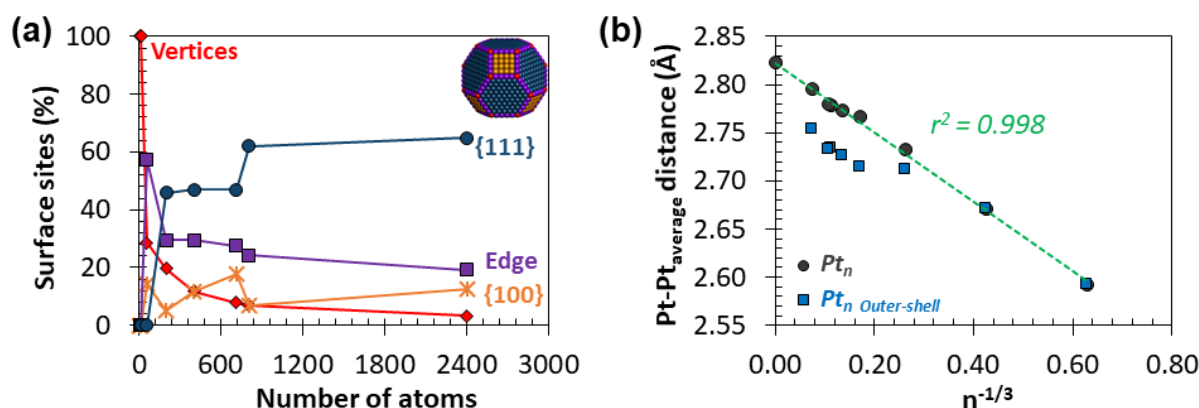 (a)
Surface sites (%)
100
80
60
40
20
0
Vertices
{111}
Edge
{100}
0 600 1200 1800 2400 3000
Number of atoms
(b)
Pt-Ptaverage distance (Å)
2.85
2.80
2.75
2.70
2.65
2.60
2.55
r² = 0.998
Ptn
Ptn Outer-shell
0.00 0.20 0.40 0.60 0.80
n-1/3